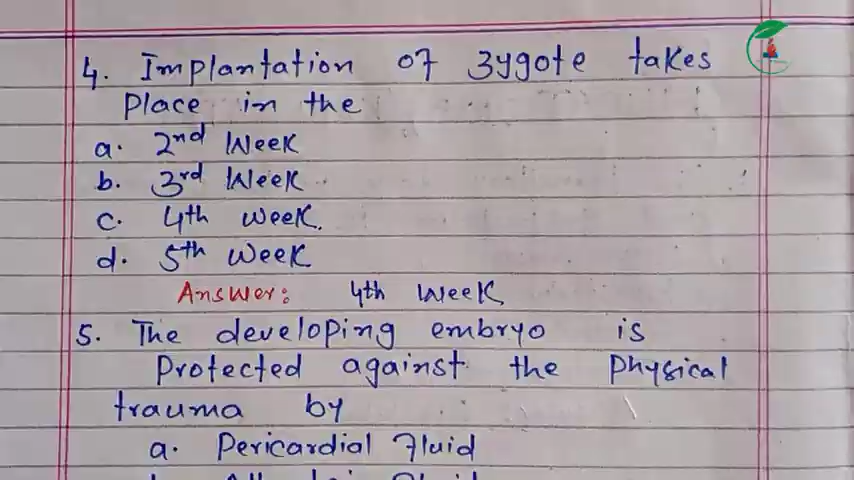 4. Implantation of zygote takes
Place in the
a. 2nd Week
b. 3rd Week
c. 4th week.
d. 5th Week
Answer: 4th Week
5. The developing embryo is
Protected against the Physical
trauma by
a. Pericardial Fluid